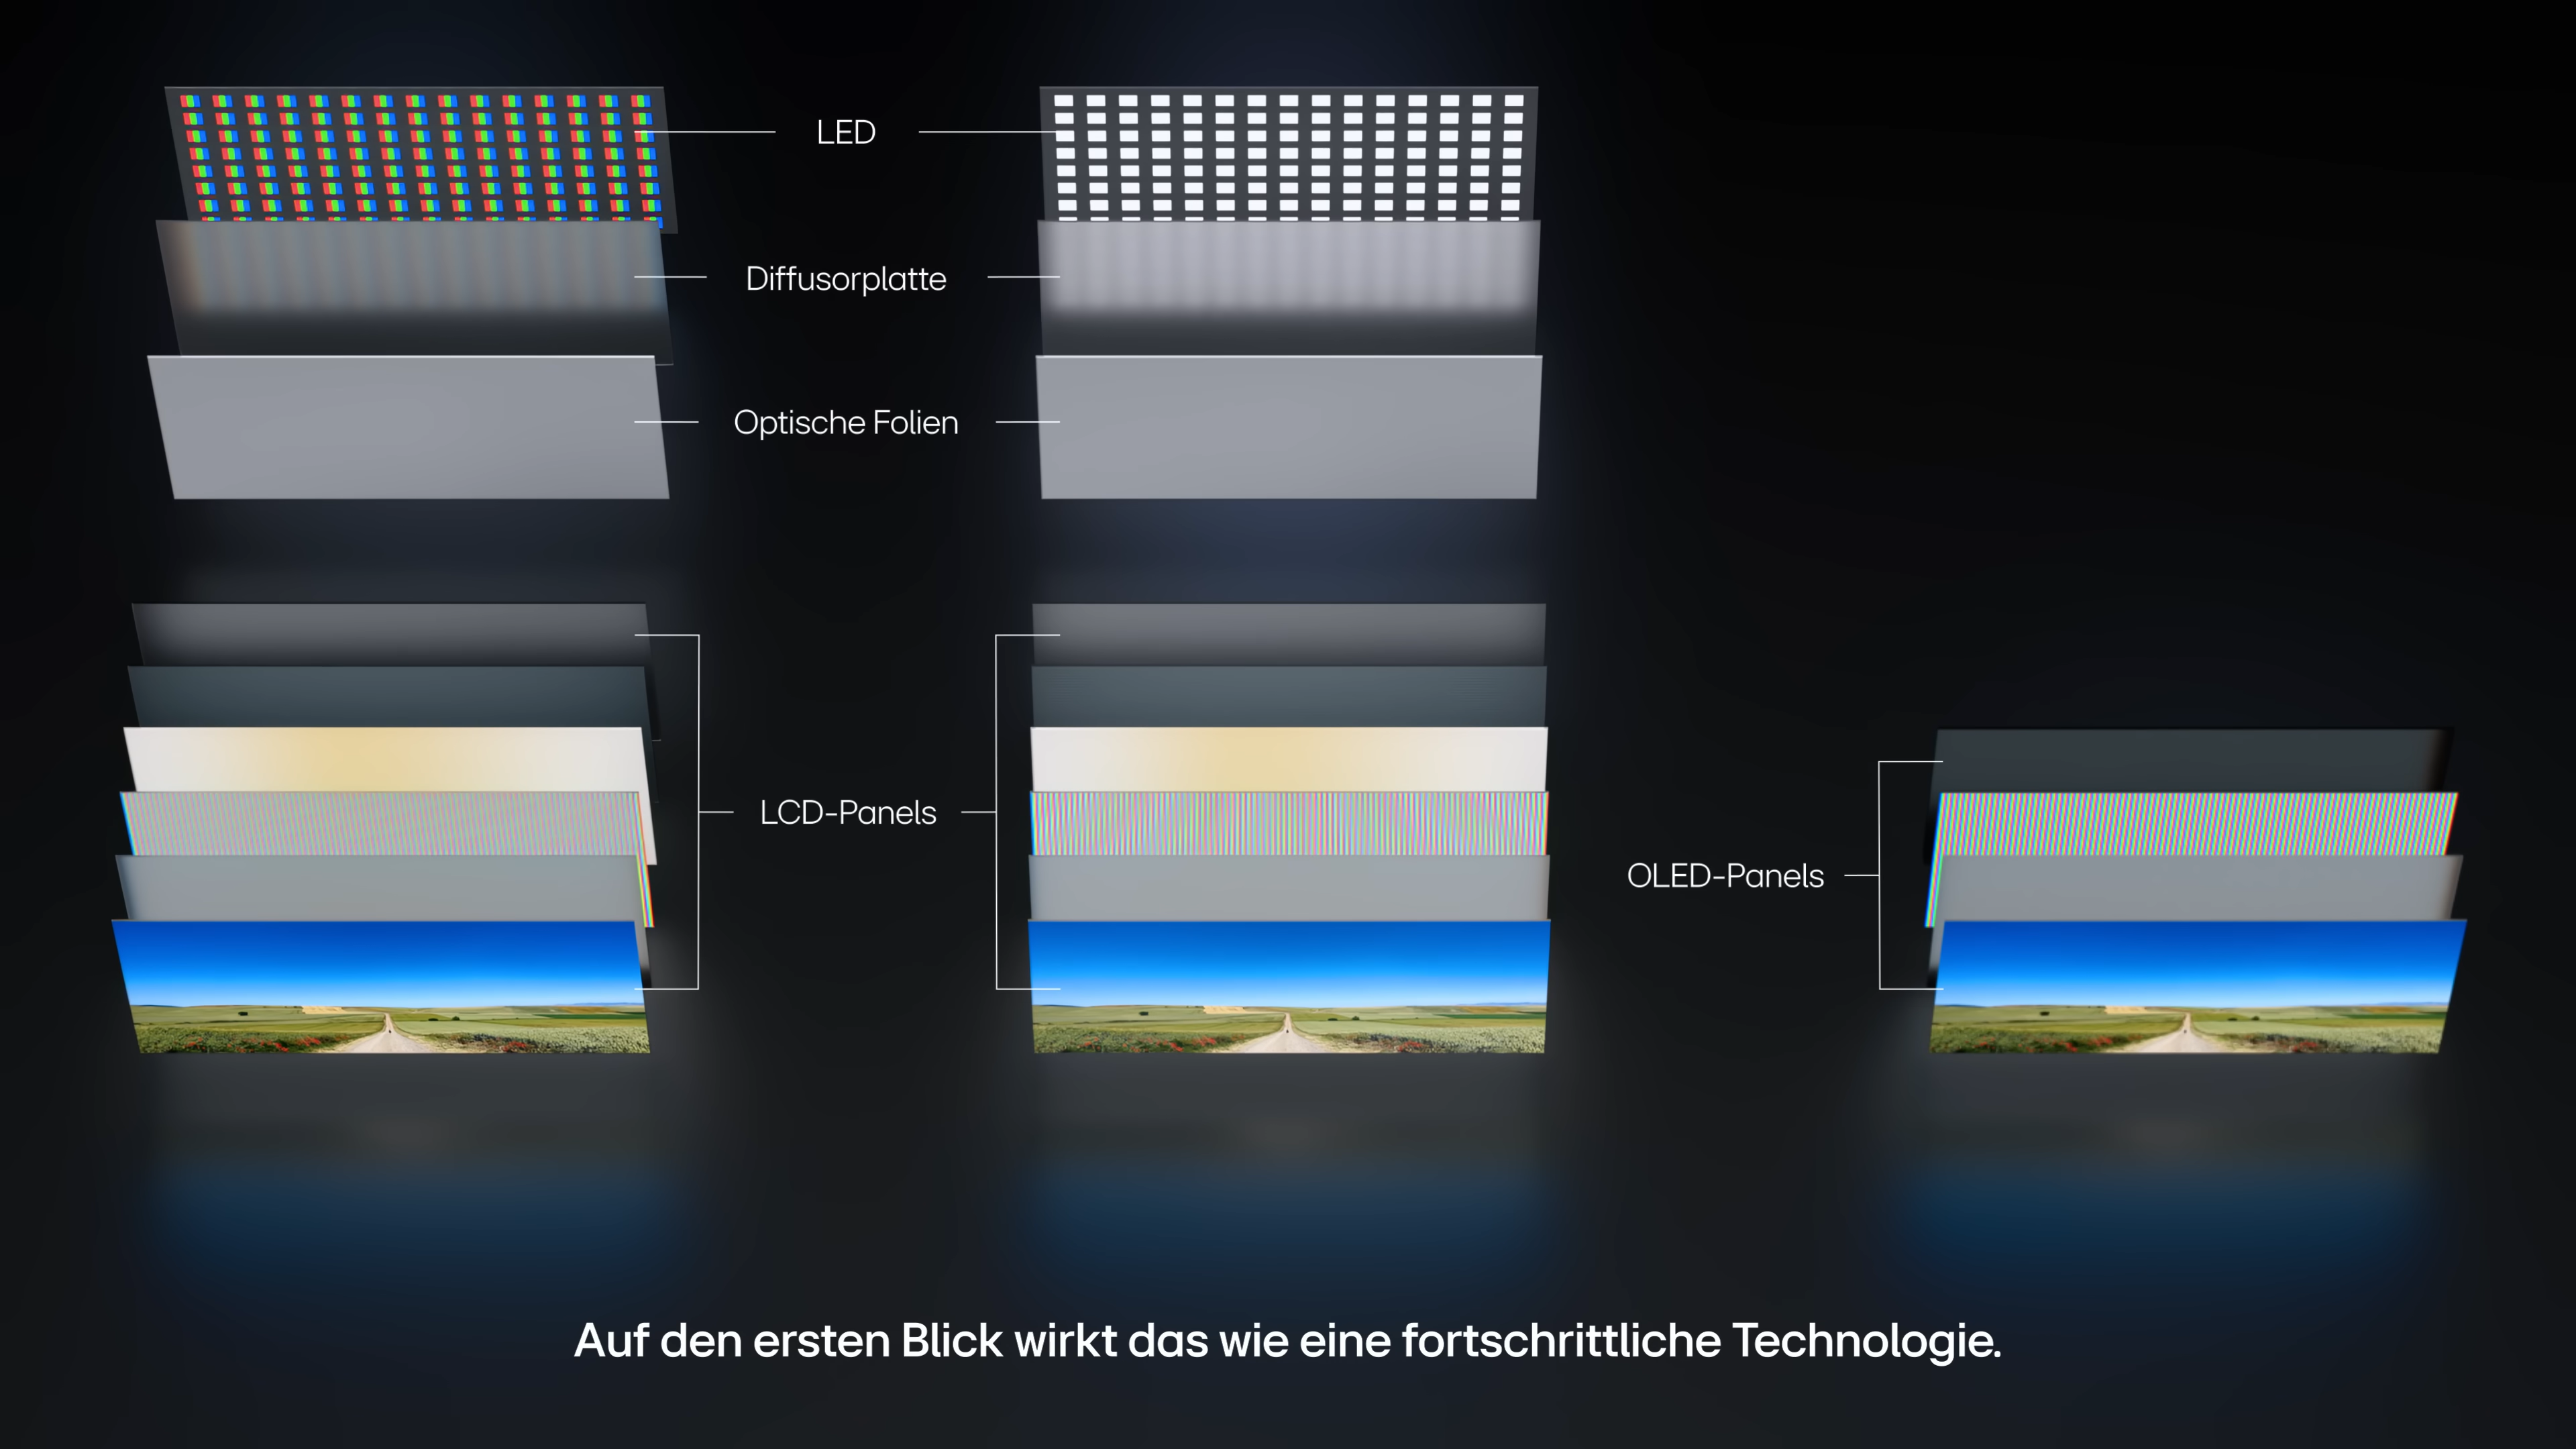 LED
Diffusorplatte
Optische Folien
LCD-Panels
OLED-Panels
Auf den ersten Blick wirkt das wie eine fortschrittliche Technologie.